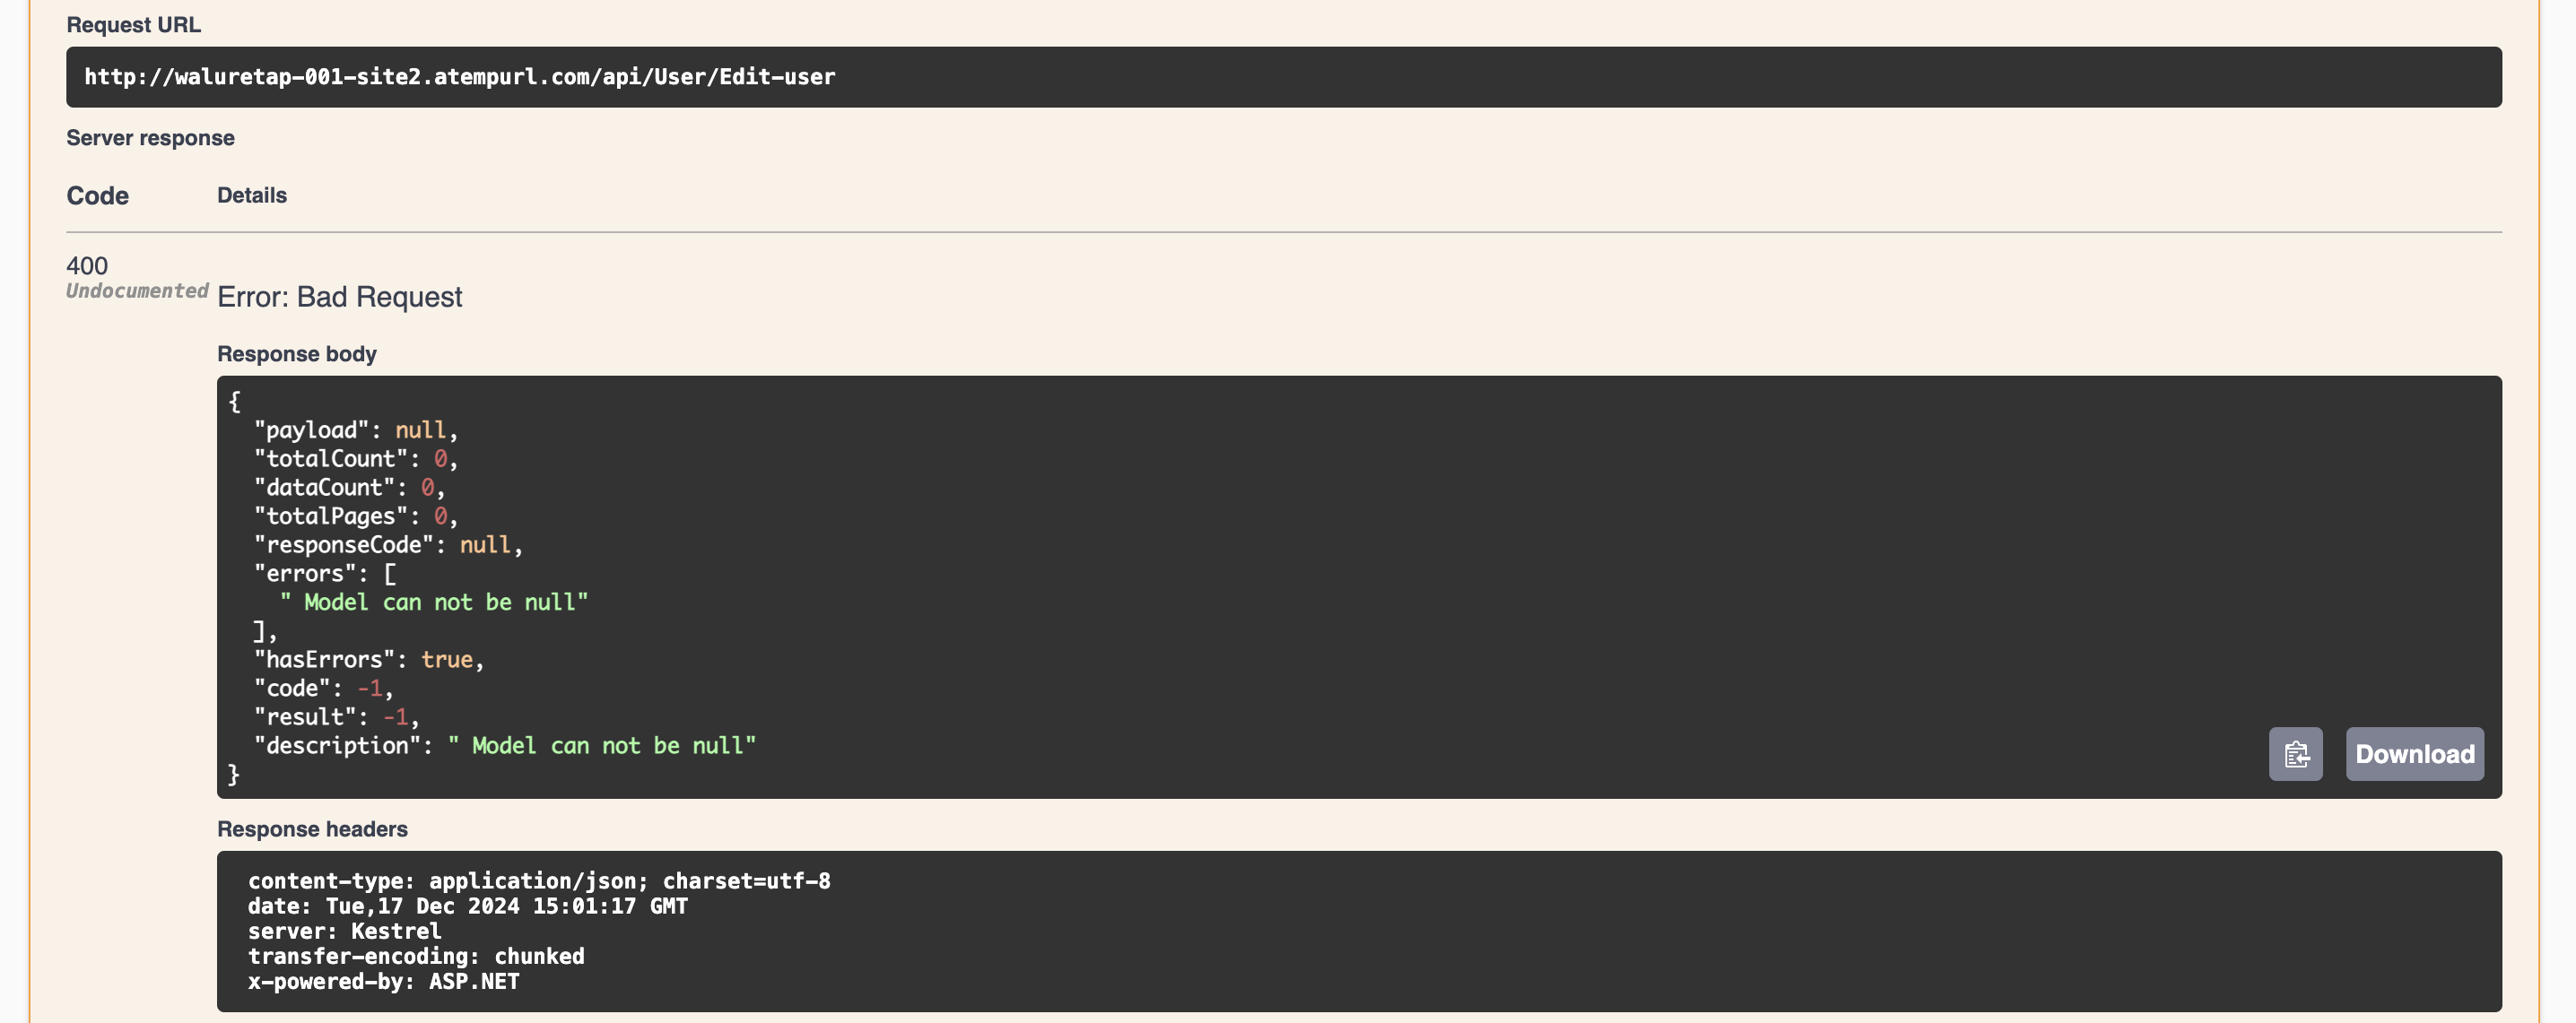 Request URL
http://waluretap-001-site2.atempurl.com/api/User/Edit-user
Server response
Code Details
400
Undocumented Error: Bad Request
Response body
{
  "payload": null,
  "totalCount": 0,
  "dataCount": 0,
  "totalPages": 0,
  "responseCode": null,
  "errors": [
    " Model can not be null"
  ],
  "hasErrors": true,
  "code": -1,
  "result": -1,
  "description": " Model can not be null"
}
Download
Response headers
content-type: application/json; charset=utf-8
date: Tue,17 Dec 2024 15:01:17 GMT
server: Kestrel
transfer-encoding: chunked
x-powered-by: ASP.NET